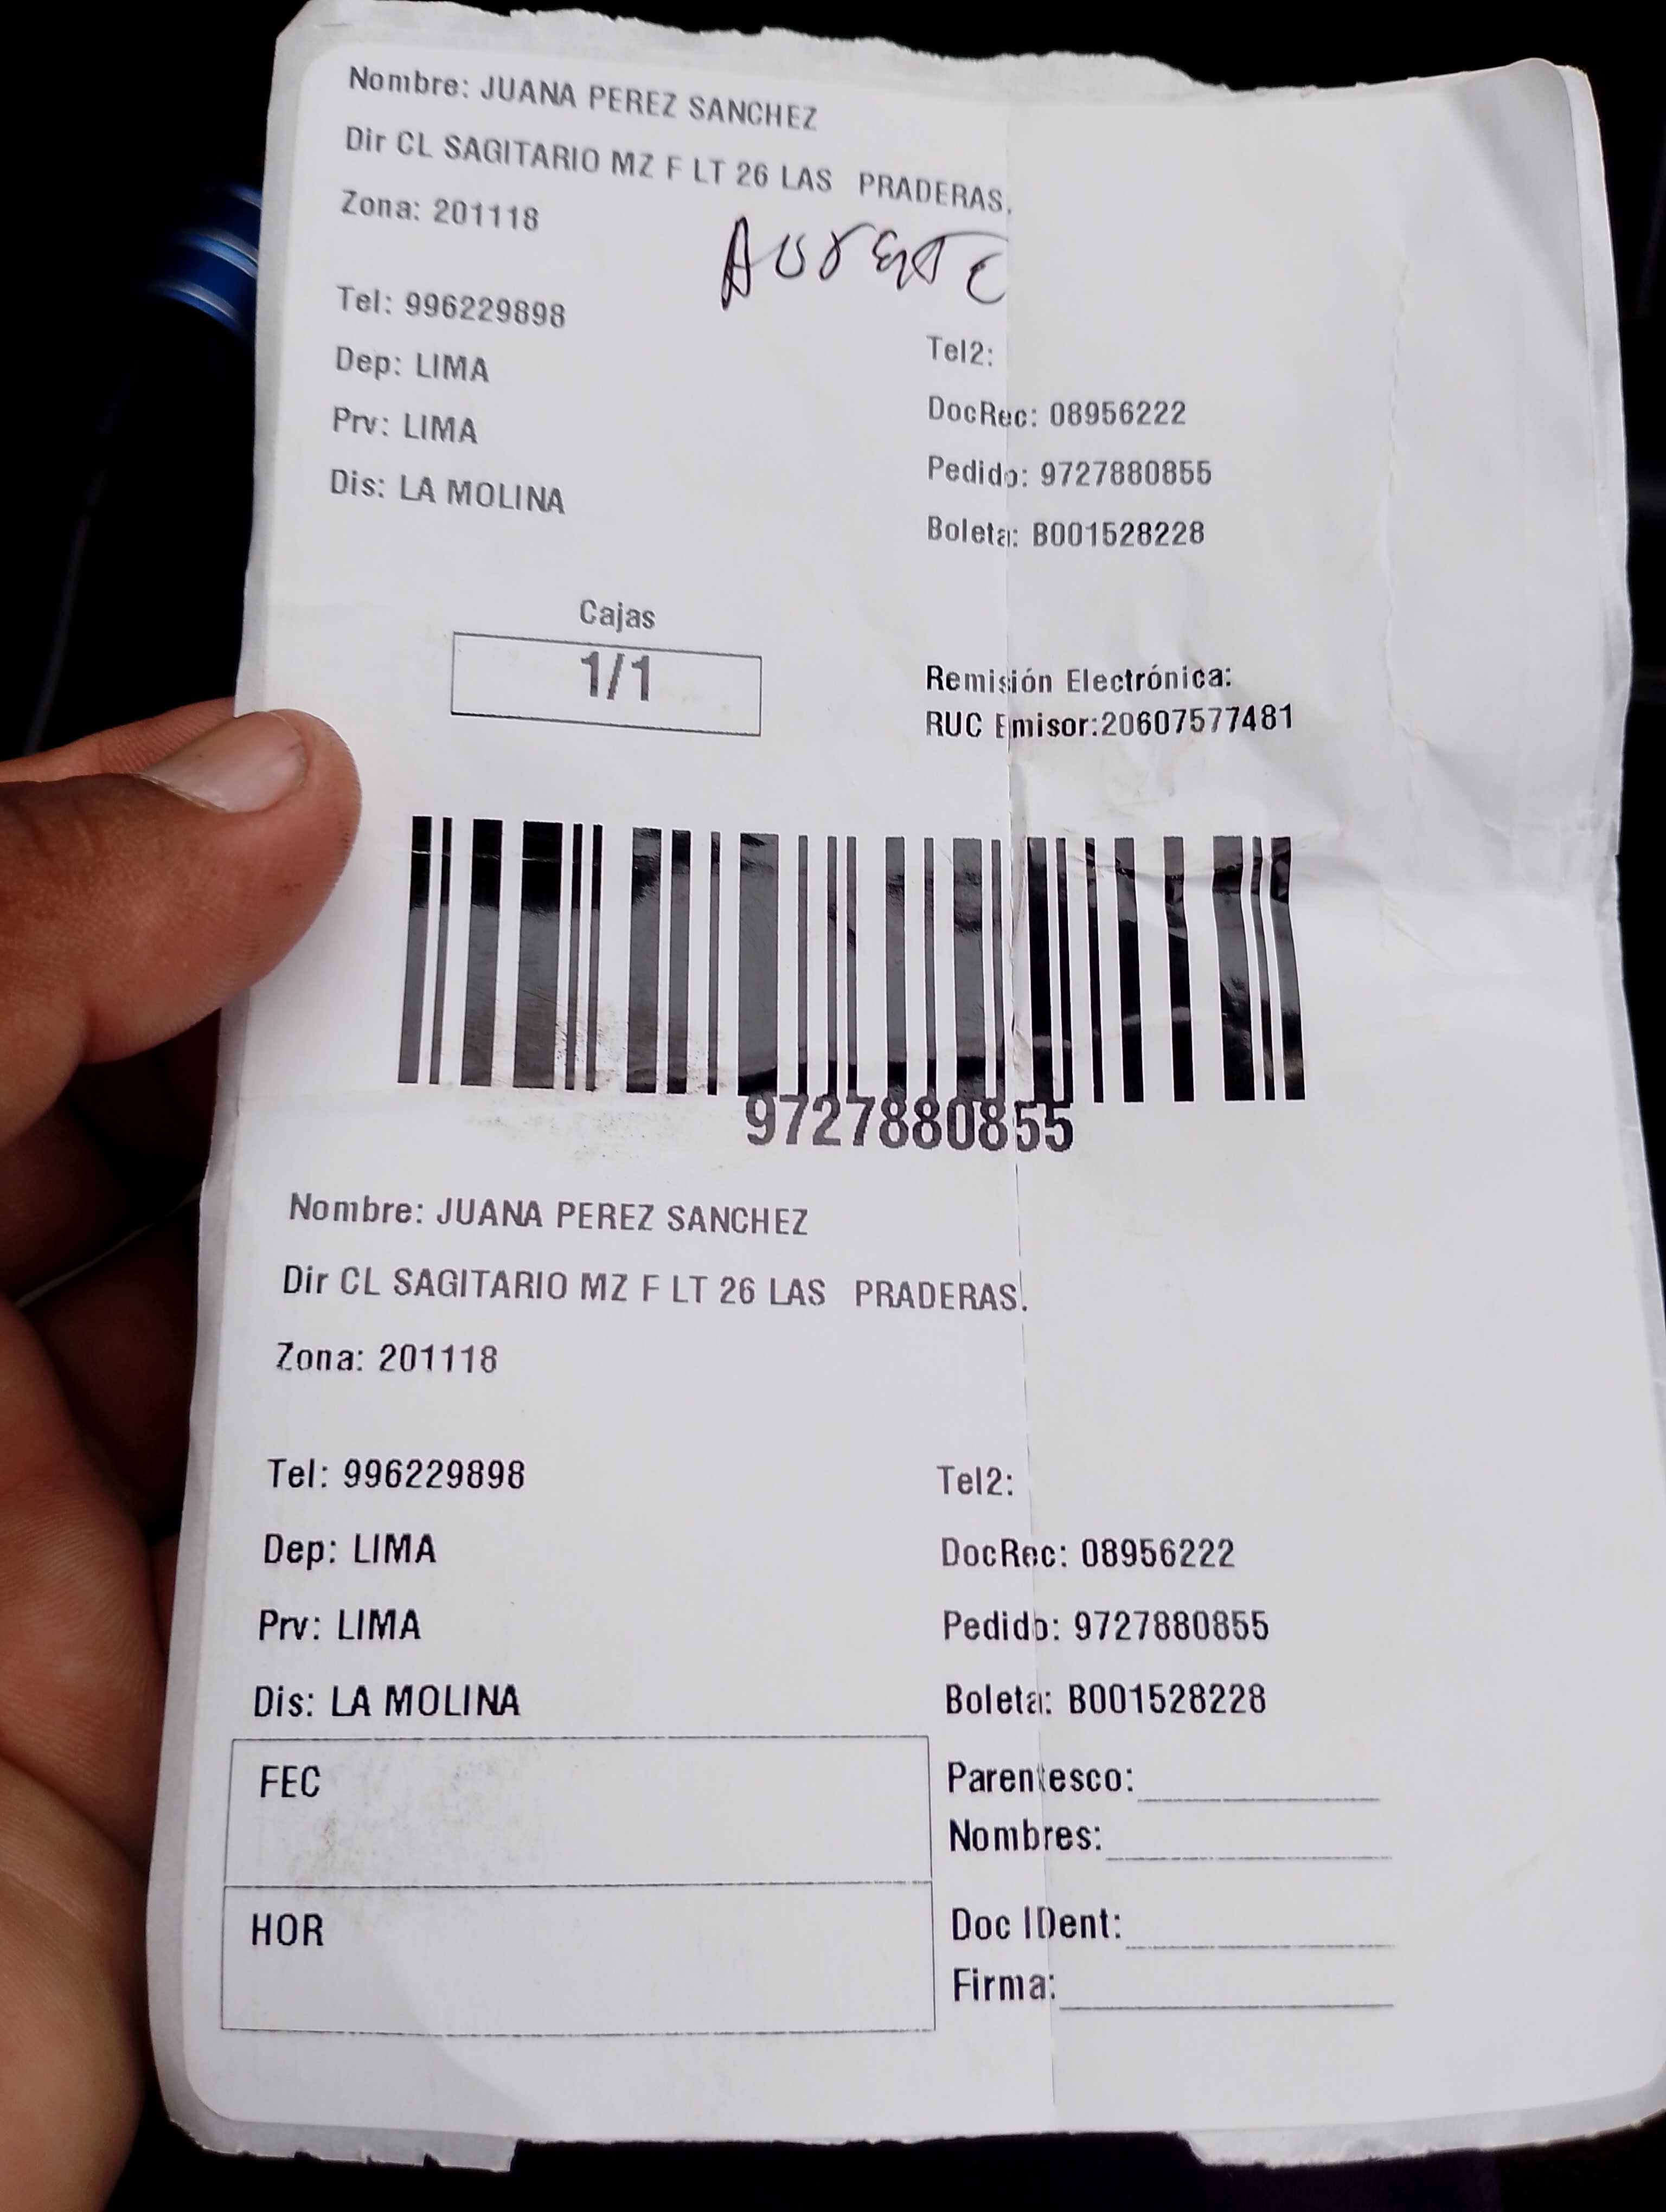 Nombre: JUANA PEREZ SANCHEZ
Dir CL SAGITARIO MZ F LT 26 LAS PRADERAS.
Zona: 201118
Tel: 996229898
Tel2:
Dep: LIMA
DocRec: 08956222
Prv: LIMA
Pedido: 9727880855
Dis: LA MOLINA
Boleta: B001528228
Cajas
1/1
Remisión Electrónica:
RUC Emisor:20607577481
9727880855
Nombre: JUANA PEREZ SANCHEZ
Dir CL SAGITARIO MZ F LT 26 LAS PRADERAS.
Zona: 201118
Tel: 996229898
Tel2:
Dep: LIMA
DocRec: 08956222
Prv: LIMA
Pedido: 9727880855
Dis: LA MOLINA
Boleta: B001528228
FEC
Parentesco:
Nombres:
HOR
Doc IDent:
Firma: